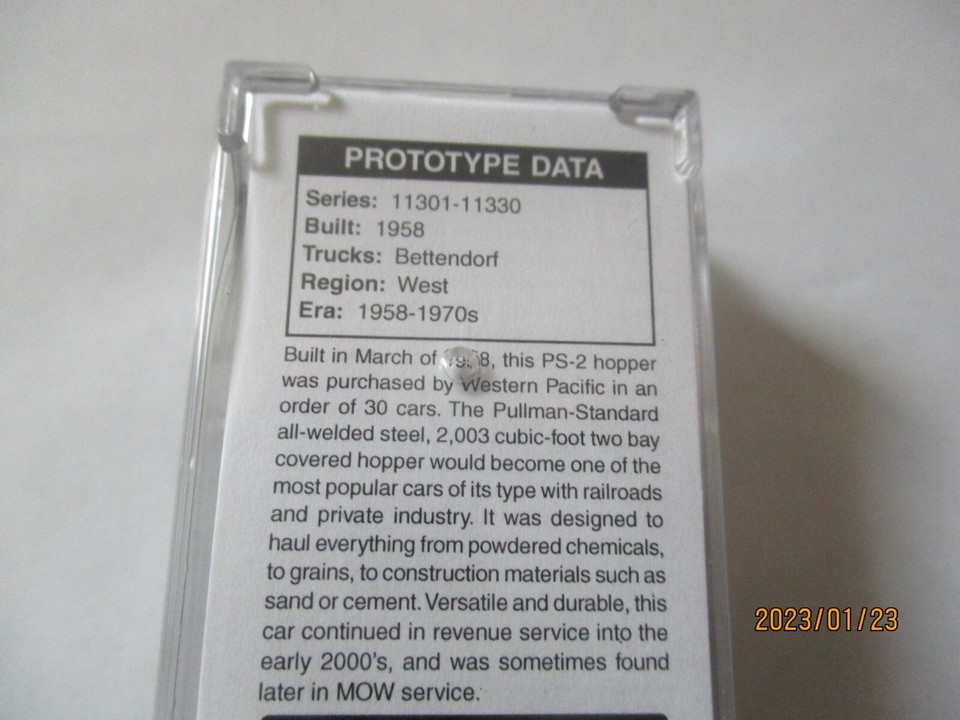 PROTOTYPE DATA
Series: 11301-11330
Built: 1958
Trucks: Bettendorf
Region: West
Era: 1958-1970s
Built in March of 1958, this PS-2 hopper
was purchased by Western Pacific in an
order of 30 cars. The Pullman-Standard
all-welded steel, 2,003 cubic-foot two bay
covered hopper would become one of the
most popular cars of its type with railroads
and private industry. It was designed to
haul everything from powdered chemicals,
to grains, to construction materials such as
sand or cement. Versatile and durable, this
car continued in revenue service into the
early 2000's, and was sometimes found
later in MOW service.
2023/01/23